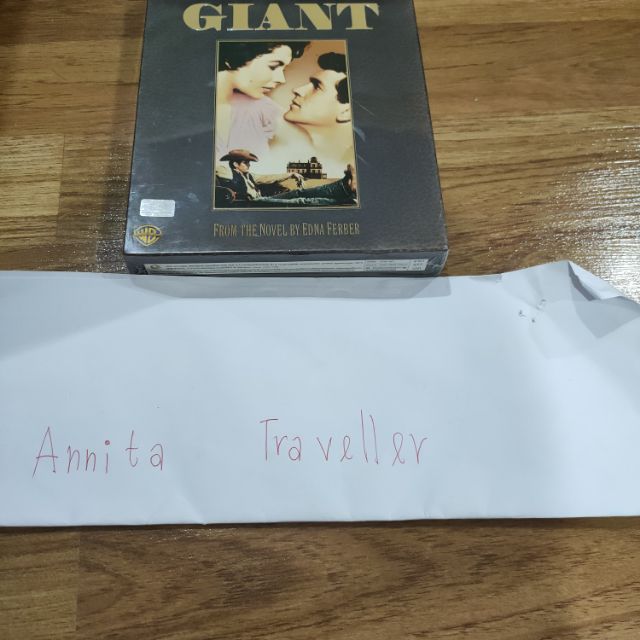 GIANT
FROM THE NOVEL BY EDNA FERBER
Annita Traveller